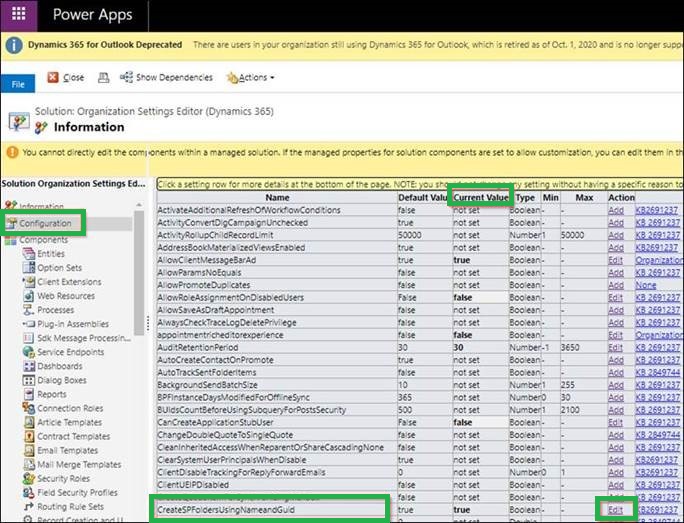 Power Apps
Dynamics 365 for Outlook Deprecated There are users in your organization still using Dynamics 365 for Outlook, which is retired as of Oct. 1, 2020 and is no longer suppo
File
Close Show Dependencies Actions
Solution: Organization Settings Editor (Dynamics 365)
Information
You cannot directly edit the components within a managed solution. If the managed properties for solution components are set to allow customization, you can edit them in th
Solution Organization Settings Ed...
Information
Configuration
Components
Entities
Option Sets
Client Extensions
Web Resources
Processes
Plug-in Assemblies
Sdk Message Processin...
Service Endpoints
Dashboards
Dialog Boxes
Reports
Connection Roles
Article Templates
Contract Templates
Email Templates
Mail Merge Templates
Security Roles
Field Security Profiles
Routing Rule Sets
Record Creation and U
Click a setting row for more details at the bottom of the page. NOTE: you should not change any setting without having a specific reason to
Name Default Value Current Value Type Min Max Action
ActivateAdditionalRefreshOfWorkflowConditions false not set Boolean - - Add KB2691237
ActivityConvertDlgCampaignUnchecked true not set Boolean - - Add KB 2691237
ActivityRollupChildRecordLimit 50000 not set Number 1 50000 Add KB 2691237
AddressBookMaterializedViewsEnabled true not set Boolean - - Add KB 2691237
AllowClientMessageBarAd true true Boolean - - Edit Organization
AllowParamsNoEquals false not set Boolean - - Add KB 2691237
AllowPromoteDuplicates false not set Boolean - - Add None
AllowRoleAssignmentOnDisabledUsers False false Boolean - - Edit KB 2691237
AllowSaveAsDraftAppointment false not set Boolean - - Add KB 2691237
AlwaysCheckTraceLogDeletePrivilege false not set Boolean - - Add KB 2691237
appointmentricheditorexperience false false Boolean - - Edit Organization
AuditRetentionPeriod 30 30 Number -1 3650 Edit KB 2691237
AutoCreateContactOnPromote true not set Boolean - - Add KB 2691237
AutoTrackSentFolderItems False not set Boolean - - Add KB 2849744
BackgroundSendBatchSize 10 not set Number 1 255 Add KB 2691237
BPFInstanceDaysModifiedForOfflineSync 365 not set Number 0 30 Add KB 2691237
BUIdsCountBeforeUsingSubqueryForPostsSecurity 500 not set Number 1 2100 Add KB 2691237
CanCreateApplicationStubUser False false Boolean - - Edit KB 2691237
ChangeDoubleQuoteToSingleQuote False not set Boolean - - Add KB 2849744
CleanInheritedAccessWhenReparentOrShareCascadingNone False not set Boolean - - Add KB 2691237
ClearSystemUserPrincipalsWhenDisable true not set Boolean - - Add KB 2691237
ClientDisableTrackingForReplyForwardEmails 0 not set Number 0 1 Add KB 2691237
ClientUEIPDisabled false not set Boolean - - Add KB 2691237
CreateSPFoldersUsingNameandGuid true true Boolean - - Edit KB 2691237